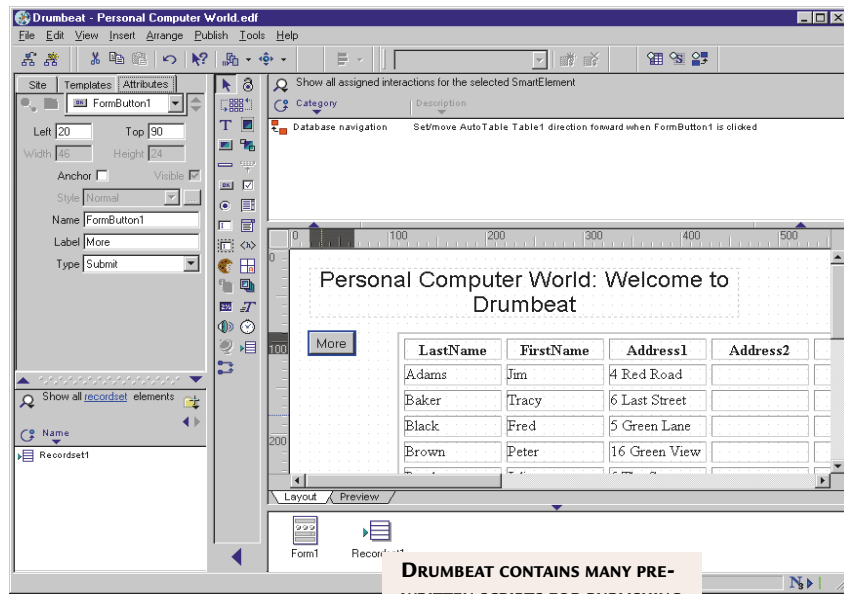 Drumbeat - Personal Computer World.edf
File Edit View Insert Arrange Publish Tools Help
Site Templates Attributes
FormButton1
Left 20 Top 90
Width 46 Height 24
Anchor Visible
Style Normal ...
Name FormButton1
Label More
Type Submit
Show all recordset elements
Name
Recordset1
Show all assigned interactions for the selected SmartElement
Category Description
Database navigation Set/move AutoTable Table1 direction forward when FormButton1 is clicked
0 100 200 300 400 500
0
100
200
Personal Computer World: Welcome to
Drumbeat
More
LastName FirstName Address1 Address2
Adams Jim 4 Red Road
Baker Tracy 6 Last Street
Black Fred 5 Green Lane
Brown Peter 16 Green View
Layout Preview
Form1
DRUMBEAT CONTAINS MANY PRE-